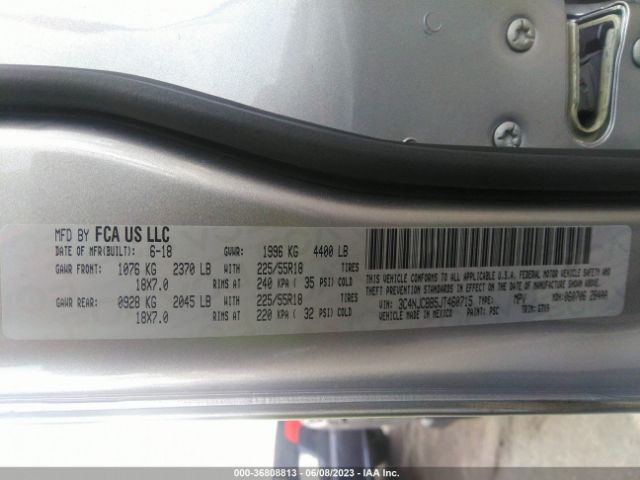 MFD BY FCA US LLC
DATE OF MFR(BUILT): 6-18 GVWR: 1996 KG 4400 LB
GAWR FRONT: 1076 KG 2370 LB WITH 225/55R18 TIRES
18X7.0 RIMS AT 240 KPA ( 35 PSI) COLD
GAWR REAR: 0928 KG 2045 LB WITH 225/55R18 TIRES
18X7.0 RIMS AT 220 KPA ( 32 PSI) COLD
THIS VEHICLE CONFORMS TO ALL APPLICABLE U.S.A. FEDERAL MOTOR VEHICLE
THEFT PREVENTION STANDARDS IN EFFECT ON THE DATE OF MANUFACTURE SHOWN ABOVE.
VIN: 3C4NJCBB5JT460715 TYPE: MPV MDH: 060706
VEHICLE MADE IN MEXICO PAINT: PSC TRIM:
000-36808813 - 06/08/2023 - IAA Inc.